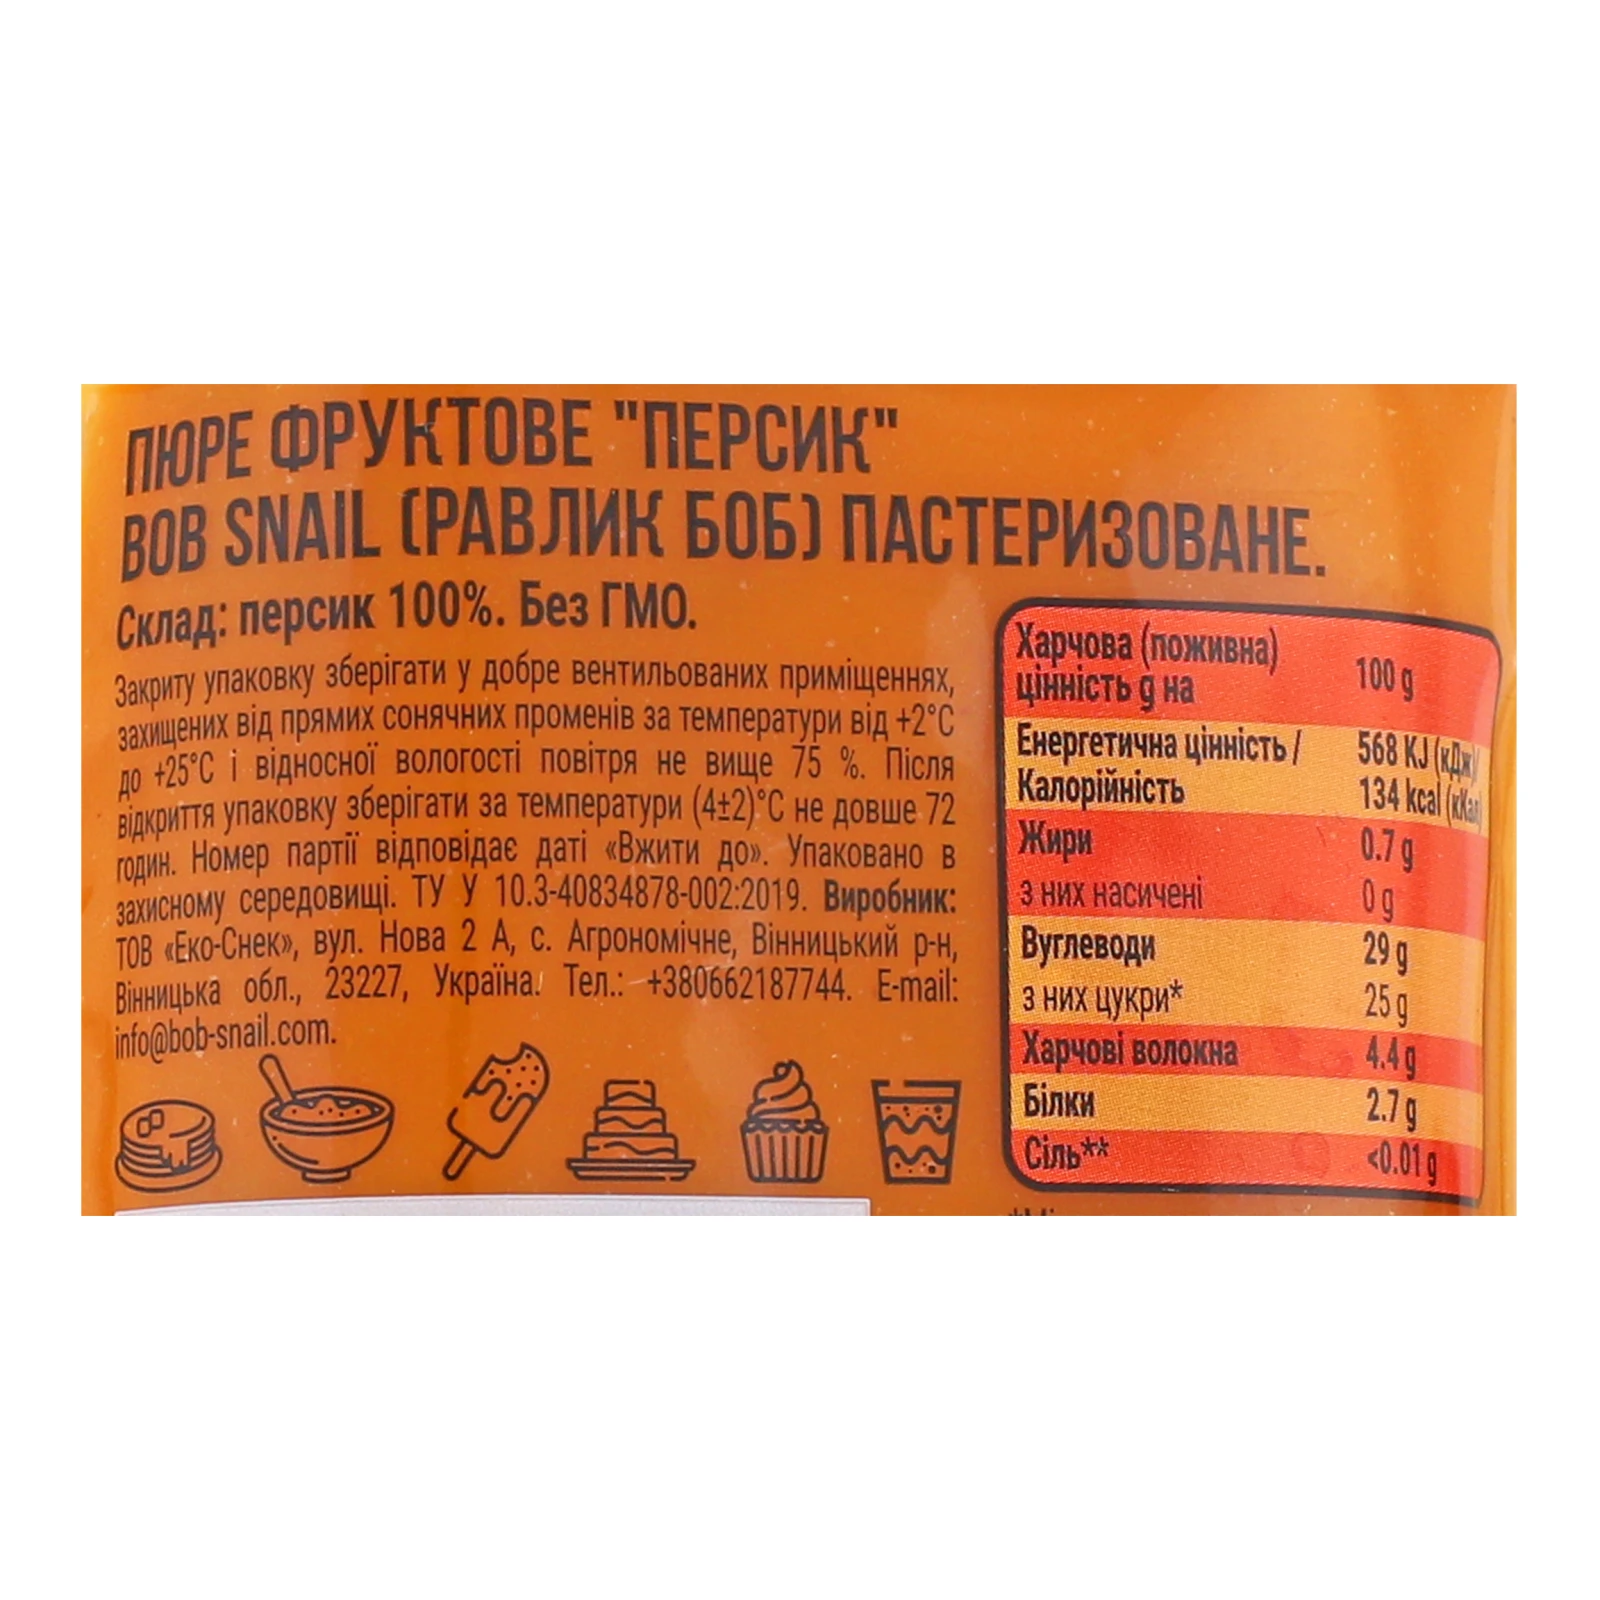 ПЮРЕ ФРУКТОВЕ "ПЕРСИК"
BOB SNAIL (РАВЛИК БОБ) ПАСТЕРИЗОВАНЕ.
Склад: персик 100%. Без ГМО.
Закриту упаковку зберігати у добре вентильованих приміщеннях,
захищених від прямих сонячних променів за температури від +2°C
до +25°C і відносної вологості повітря не вище 75 %. Після
відкриття упаковку зберігати за температури (4±2)°C не довше 72
годин. Номер партії відповідає даті «Вжити до». Упаковано в
захисному середовищі. ТУ У 10.3-40834878-002:2019. Виробник:
ТОВ «Еко-Снек», вул. Нова 2 А, с. Агрономічне, Вінницький р-н,
Вінницька обл., 23227, Україна. Тел.: +380662187744. E-mail:
info@bob-snail.com.
Харчова (поживна)
цінність g на 100 g
Енергетична цінність / 568 KJ (кДж)/
Калорійність 134 kcal (кКал)
Жири 0.7 g
з них насичені 0 g
Вуглеводи 29 g
з них цукри* 25 g
Харчові волокна 4.4 g
Білки 2.7 g
Сіль** <0.01 g